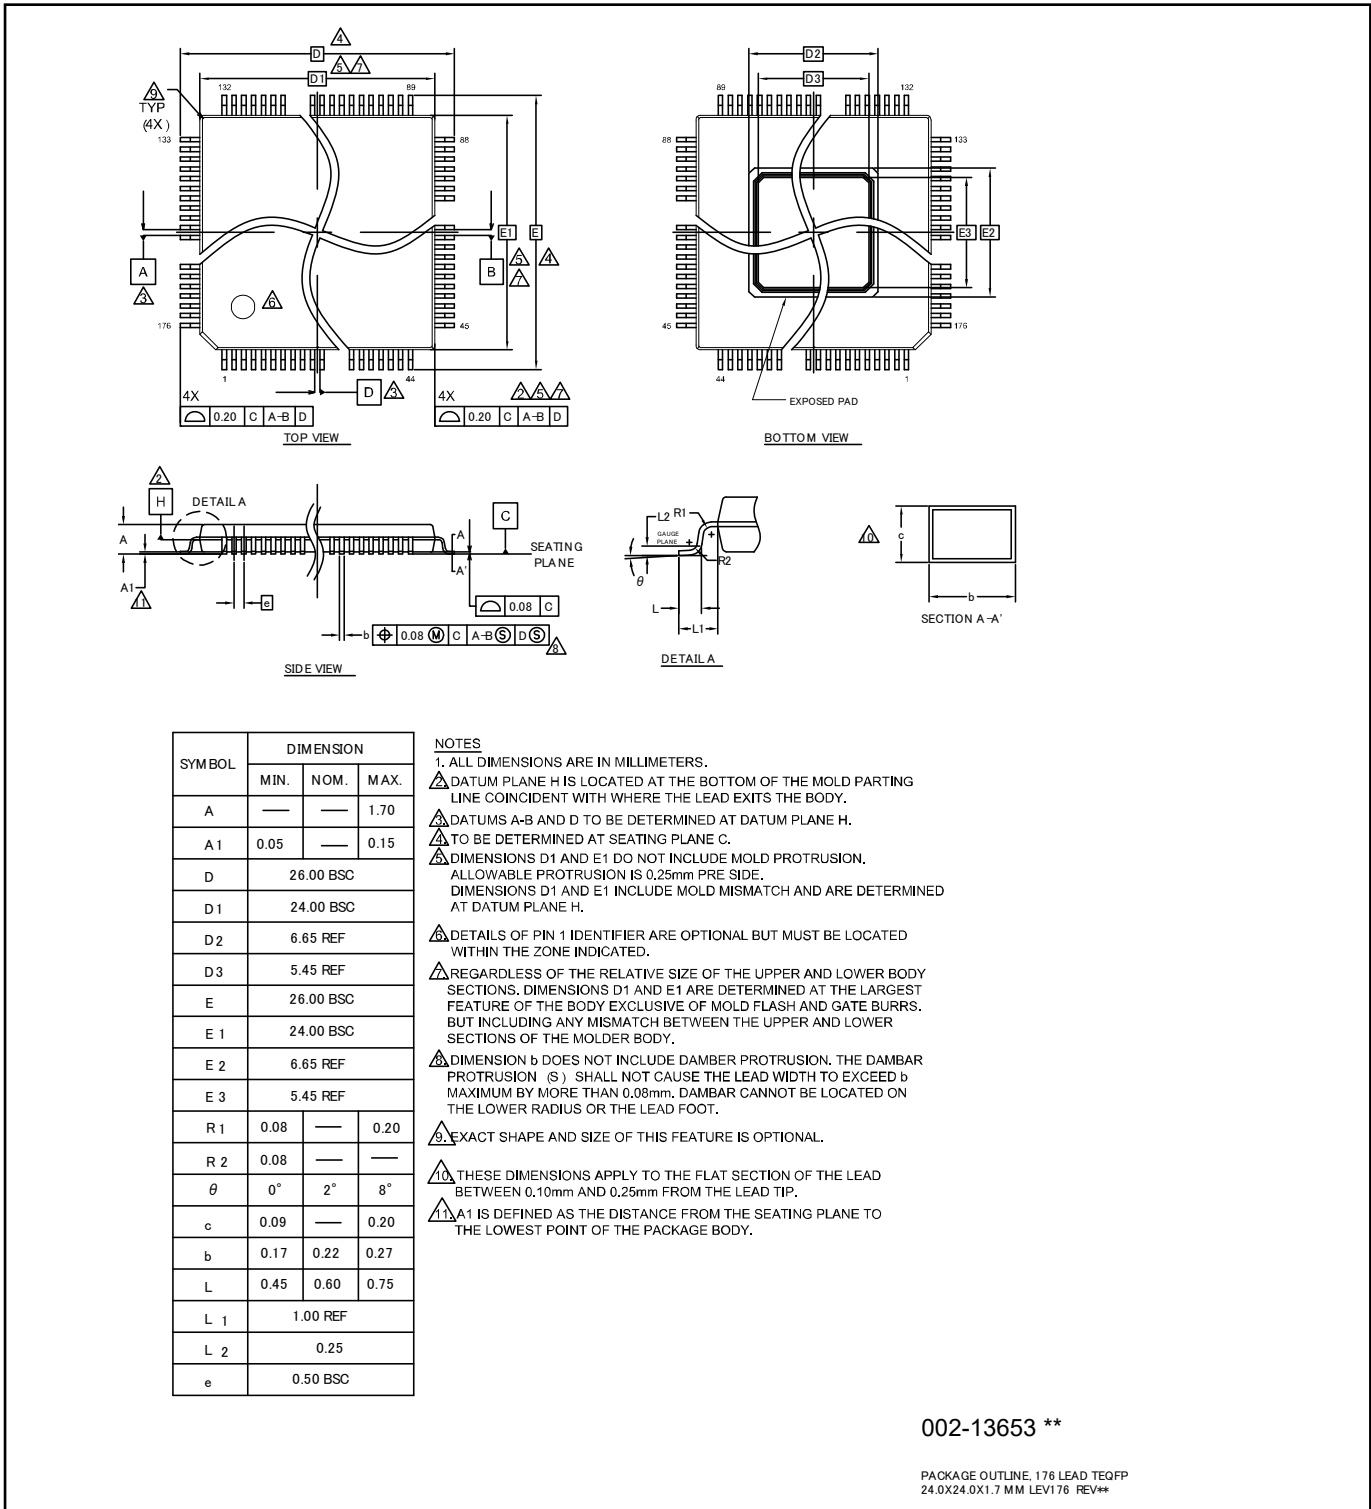 D 4
D1 5 7
9
TYP
(4X)
132 89
133 88
A
3
E1 E
B
5 4
7
6
176 45
1 44
D 3
4X
0.20 C A-B D
4X
2 5 7
0.20 C A-B D
TOP VIEW
D2
D3
89 132
88 133
E3 E2
45 176
44 1
EXPOSED PAD
BOTTOM VIEW
2
H
DETAIL A
C
A
A
A'
SEATING
PLANE
A1
11
e
0.08 C
b 0.08 M C A-B S D S
8
SIDE VIEW
L2 R1
GAUGE
PLANE
R2
θ
L
L1
DETAIL A
10
c
b
SECTION A-A'
SYMBOL DIMENSION
MIN. NOM. MAX.
A — — 1.70
A1 0.05 — 0.15
D 26.00 BSC
D1 24.00 BSC
D2 6.65 REF
D3 5.45 REF
E 26.00 BSC
E1 24.00 BSC
E2 6.65 REF
E3 5.45 REF
R1 0.08 — 0.20
R2 0.08 — —
θ 0° 2° 8°
c 0.09 — 0.20
b 0.17 0.22 0.27
L 0.45 0.60 0.75
L 1 1.00 REF
L 2 0.25
e 0.50 BSC
NOTES
1. ALL DIMENSIONS ARE IN MILLIMETERS.
2. DATUM PLANE H IS LOCATED AT THE BOTTOM OF THE MOLD PARTING
LINE COINCIDENT WITH WHERE THE LEAD EXITS THE BODY.
3. DATUMS A-B AND D TO BE DETERMINED AT DATUM PLANE H.
4. TO BE DETERMINED AT SEATING PLANE C.
5. DIMENSIONS D1 AND E1 DO NOT INCLUDE MOLD PROTRUSION.
ALLOWABLE PROTRUSION IS 0.25mm PRE SIDE.
DIMENSIONS D1 AND E1 INCLUDE MOLD MISMATCH AND ARE DETERMINED
AT DATUM PLANE H.
6. DETAILS OF PIN 1 IDENTIFIER ARE OPTIONAL BUT MUST BE LOCATED
WITHIN THE ZONE INDICATED.
7. REGARDLESS OF THE RELATIVE SIZE OF THE UPPER AND LOWER BODY
SECTIONS. DIMENSIONS D1 AND E1 ARE DETERMINED AT THE LARGEST
FEATURE OF THE BODY EXCLUSIVE OF MOLD FLASH AND GATE BURRS.
BUT INCLUDING ANY MISMATCH BETWEEN THE UPPER AND LOWER
SECTIONS OF THE MOLDER BODY.
8. DIMENSION b DOES NOT INCLUDE DAMBER PROTRUSION. THE DAMBAR
PROTRUSION (S) SHALL NOT CAUSE THE LEAD WIDTH TO EXCEED b
MAXIMUM BY MORE THAN 0.08mm. DAMBAR CANNOT BE LOCATED ON
THE LOWER RADIUS OR THE LEAD FOOT.
9. EXACT SHAPE AND SIZE OF THIS FEATURE IS OPTIONAL.
10. THESE DIMENSIONS APPLY TO THE FLAT SECTION OF THE LEAD
BETWEEN 0.10mm AND 0.25mm FROM THE LEAD TIP.
11. A1 IS DEFINED AS THE DISTANCE FROM THE SEATING PLANE TO
THE LOWEST POINT OF THE PACKAGE BODY.
002-13653 **
PACKAGE OUTLINE, 176 LEAD TEQFP
24.0X24.0X1.7 MM LEV176 REV**